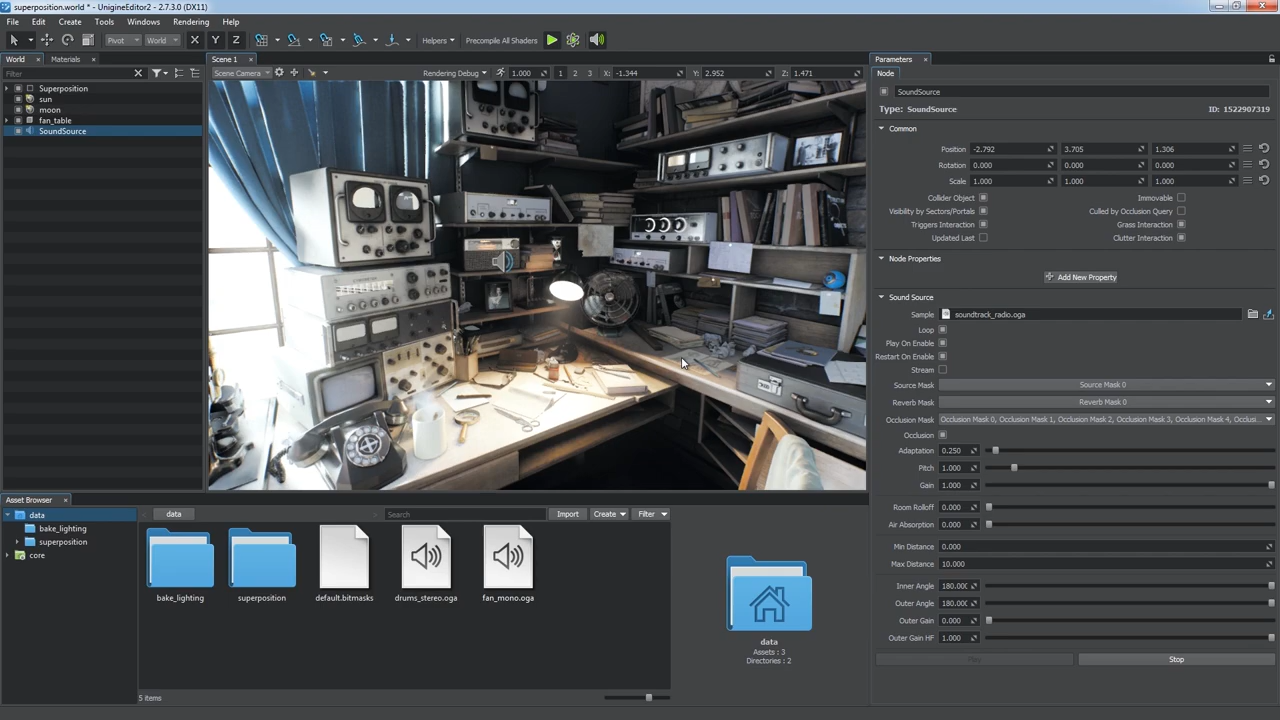 superposition.world * - UnigineEditor2 - 2.7.3.0 (DX11)
File Edit Create Tools Windows Rendering Help
Pivot World X Y Z Helpers Precompile All Shaders
World Materials Scene 1 Parameters
Filter
Scene Camera Rendering Debug 1.000 1 2 3 X: -1.344 Y: 2.952 Z: 1.471
Node
Superposition
sun
moon
fan_table
SoundSource
SoundSource
Type: SoundSource ID: 1522907319
Common
Position -2.792 3.705 1.306
Rotation 0.000 0.000 0.000
Scale 1.000 1.000 1.000
Collider Object Immovable
Visibility by Sectors/Portals Culled by Occlusion Query
Triggers Interaction Grass Interaction
Updated Last Clutter Interaction
Node Properties
Add New Property
Sound Source
Sample soundtrack_radio.oga
Loop
Play On Enable
Restart On Enable
Stream
Source Mask Source Mask 0
Reverb Mask Reverb Mask 0
Occlusion Mask Occlusion Mask 0, Occlusion Mask 1, Occlusion Mask 2, Occlusion Mask 3, Occlusion Mask 4, Occlus...
Occlusion
Adaptation 0.250
Pitch 1.000
Gain 1.000
Room Rolloff 0.000
Air Absorption 0.000
Min Distance 0.000
Max Distance 10.000
Inner Angle 180.000
Outer Angle 180.000
Outer Gain 0.000
Outer Gain HF 1.000
Play Stop
Asset Browser
data
bake_lighting
superposition
core
data Search Import Create Filter
bake_lighting superposition default.bitmasks drums_stereo.oga fan_mono.oga
data
Assets : 3
Directories : 2
5 items